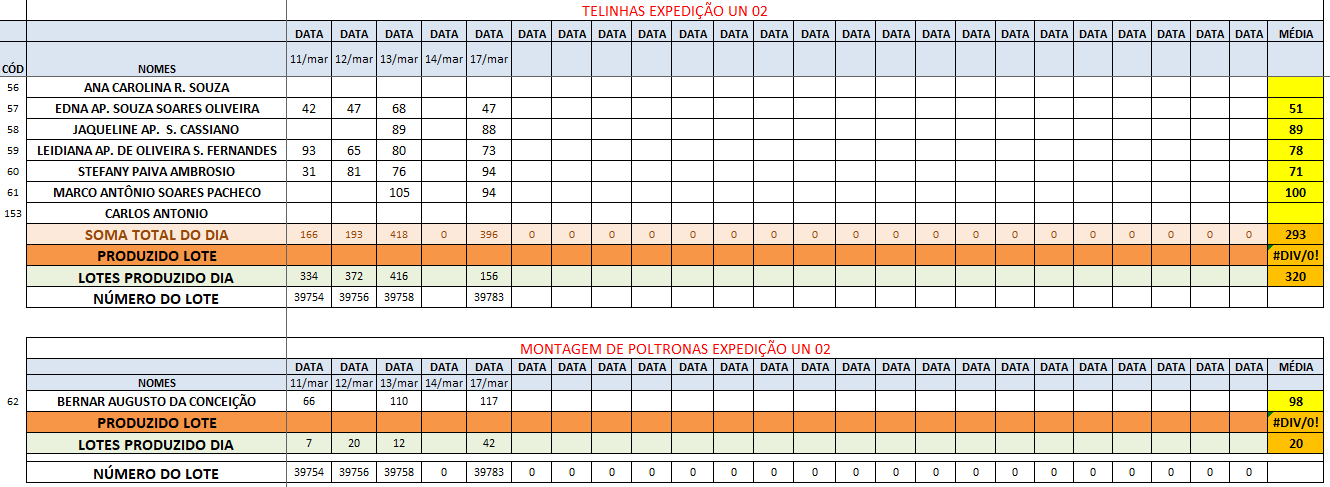 TELINHAS EXPEDIÇÃO UN 02
DATA DATA DATA DATA DATA DATA DATA DATA DATA DATA DATA DATA DATA DATA DATA DATA DATA DATA DATA DATA DATA DATA DATA DATA MÉDIA
CÓD NOMES 11/mar 12/mar 13/mar 14/mar 17/mar
56 ANA CAROLINA R. SOUZA
57 EDNA AP. SOUZA SOARES OLIVEIRA 42 47 68 47 51
58 JAQUELINE AP. S. CASSIANO 89 88 89
59 LEIDIANA AP. DE OLIVEIRA S. FERNANDES 93 65 80 73 78
60 STEFANY PAIVA AMBROSIO 31 81 76 94 71
61 MARCO ANTÔNIO SOARES PACHECO 105 94 100
153 CARLOS ANTONIO
SOMA TOTAL DO DIA 166 193 418 0 396 0 0 0 0 0 0 0 0 0 0 0 0 0 0 0 0 0 0 0 293
PRODUZIDO LOTE #DIV/0!
LOTES PRODUZIDO DIA 334 372 416 156 320
NÚMERO DO LOTE 39754 39756 39758 39783
MONTAGEM DE POLTRONAS EXPEDIÇÃO UN 02
DATA DATA DATA DATA DATA DATA DATA DATA DATA DATA DATA DATA DATA DATA DATA DATA DATA DATA DATA DATA DATA DATA DATA DATA MÉDIA
NOMES 11/mar 12/mar 13/mar 14/mar 17/mar
62 BERNAR AUGUSTO DA CONCEIÇÃO 66 110 117 98
PRODUZIDO LOTE #DIV/0!
LOTES PRODUZIDO DIA 7 20 12 42 20
NÚMERO DO LOTE 39754 39756 39758 0 39783 0 0 0 0 0 0 0 0 0 0 0 0 0 0 0 0 0 0 0